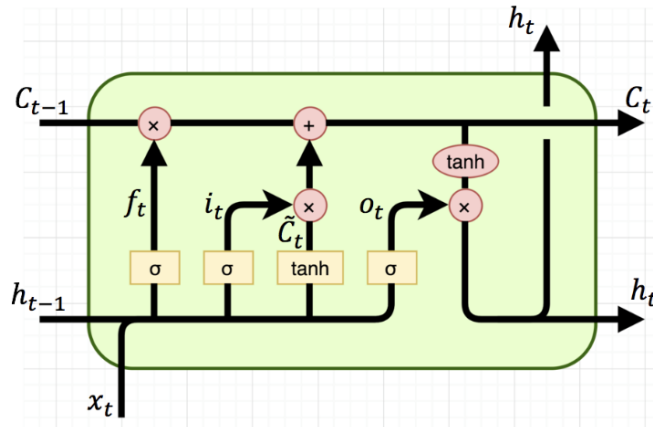 h_t
C_{t-1}
×
+
C_t
tanh
f_t
i_t
×
o_t
×
C̃_t
σ
σ
tanh
σ
h_{t-1}
h_t
x_t